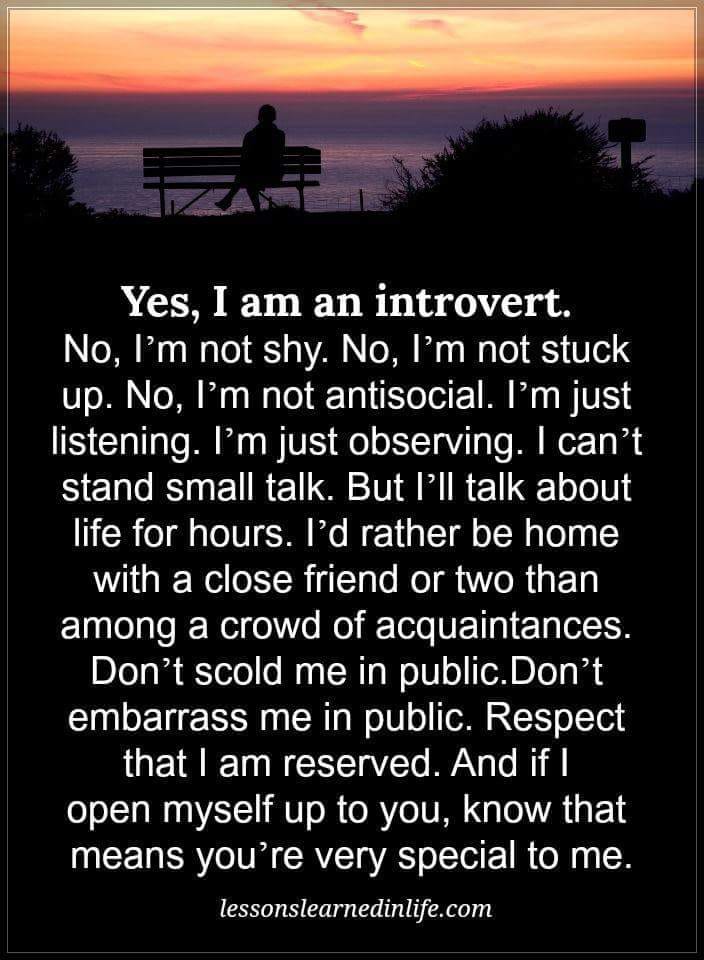 Yes, I am an introvert.
No, I’m not shy. No, I’m not stuck
up. No, I’m not antisocial. I’m just
listening. I’m just observing. I can’t
stand small talk. But I’ll talk about
life for hours. I’d rather be home
with a close friend or two than
among a crowd of acquaintances.
Don’t scold me in public.Don’t
embarrass me in public. Respect
that I am reserved. And if I
open myself up to you, know that
means you’re very special to me.
lessonslearnedinlife.com